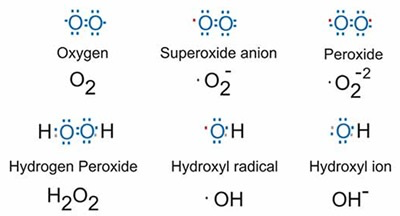 O O
O O
O O
Oxygen
Superoxide anion
Peroxide
O2
·O2-
·O2-2
H O O H
O H
O H
Hydrogen Peroxide
Hydroxyl radical
Hydroxyl ion
H2O2
·OH
OH-